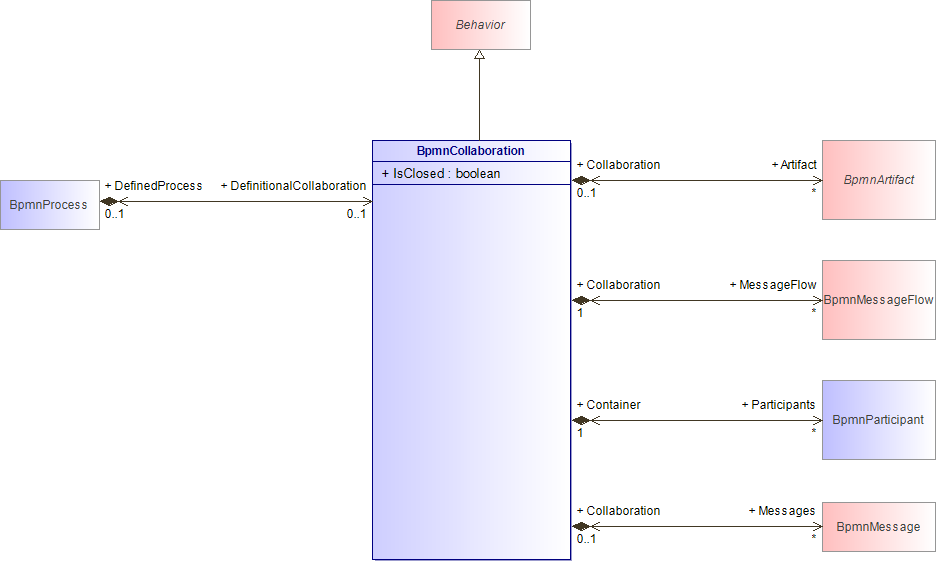 Behavior
BpmnCollaboration
+ IsClosed : boolean
+ Collaboration
+ Artifact
0..1
*
BpmnArtifact
+ DefinedProcess
+ DefinitionalCollaboration
BpmnProcess
0..1
0..1
+ Collaboration
+ MessageFlow
1
*
BpmnMessageFlow
+ Container
+ Participants
1
*
BpmnParticipant
+ Collaboration
+ Messages
0..1
*
BpmnMessage